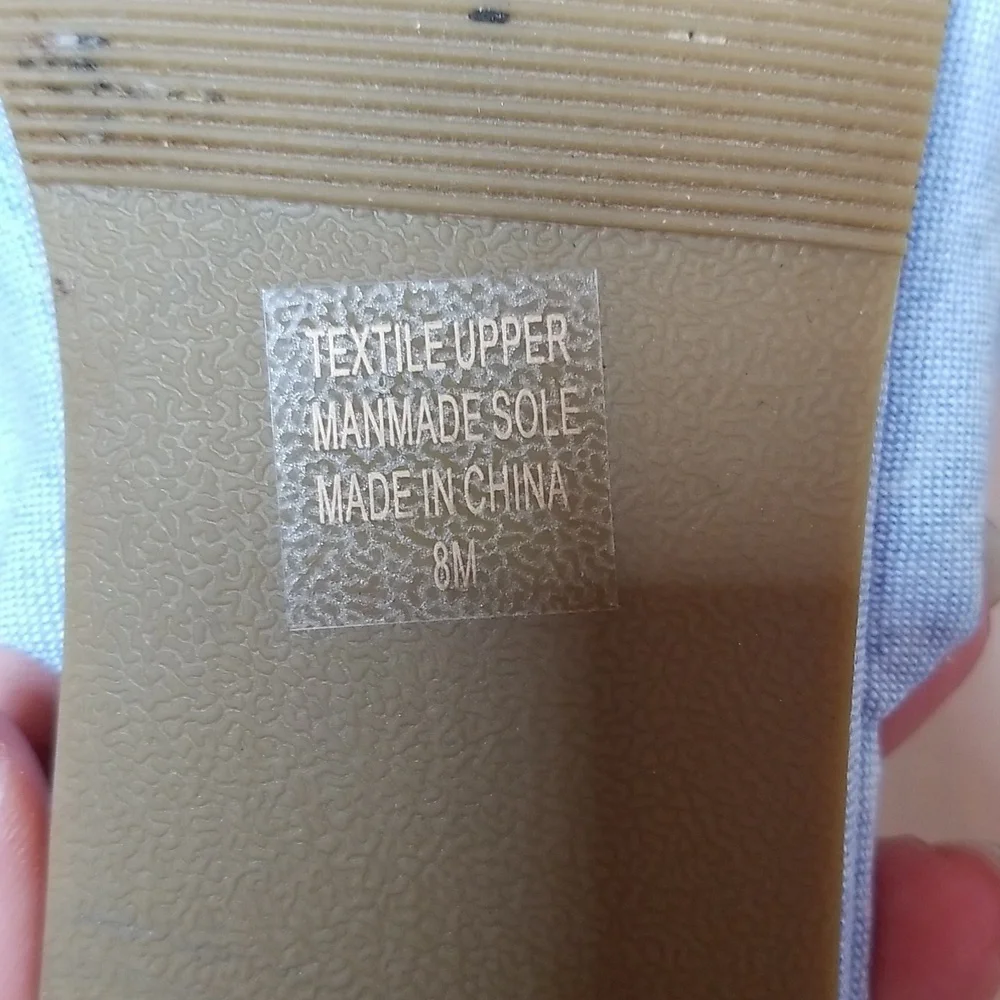 TEXTILE UPPER
MANMADE SOLE
MADE IN CHINA
8M